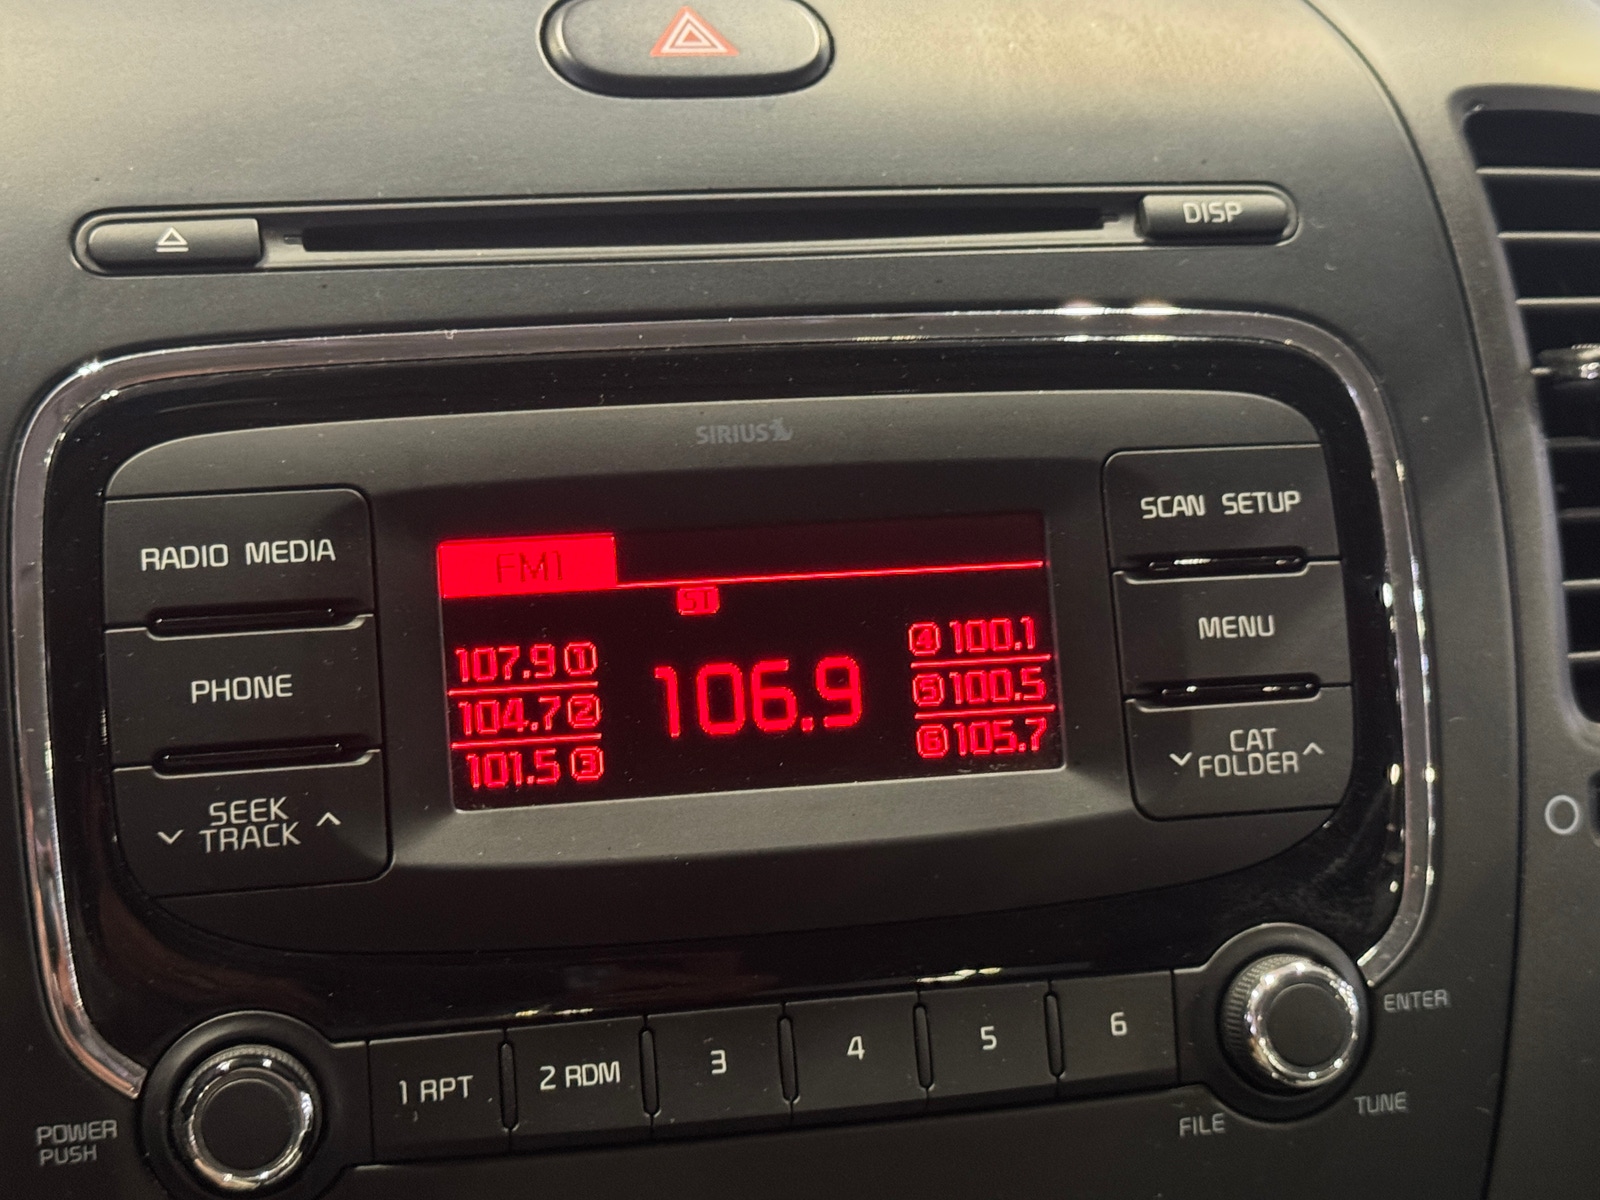 DISP
SIRIUS
RADIO MEDIA
SCAN SETUP
FM1
ST
107.9 1
4 100.1
PHONE
104.7 2
106.9
5 100.5
MENU
101.5 3
6 105.7
SEEK
TRACK
CAT
FOLDER
1 RPT
2 RDM
3
4
5
6
ENTER
POWER
PUSH
FILE
TUNE